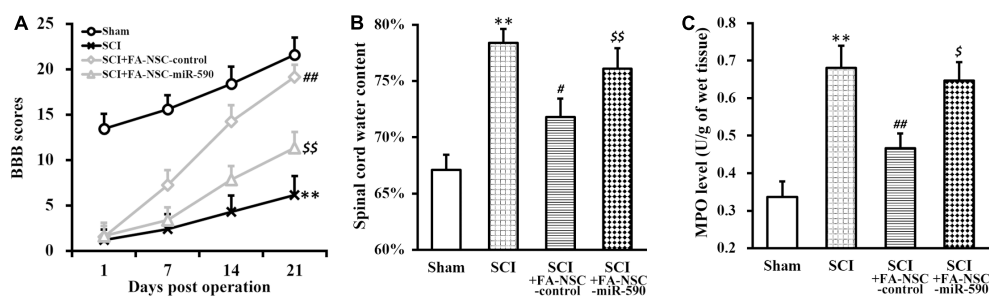 A
BBB scores
25
20
15
10
5
0
Sham
SCI
SCI+FA-NSC-control
SCI+FA-NSC-miR-590
##
$$
**
1 7 14 21
Days post operation
B
Spinal cord water content
80%
75%
70%
65%
60%
**
#
$$
Sham SCI SCI SCI
+FA-NSC +FA-NSC
-control -miR-590
C
MPO level (U/g of wet tissue)
0.8
0.7
0.6
0.5
0.4
0.3
0.2
**
##
$
Sham SCI SCI SCI
+FA-NSC +FA-NSC
-control -miR-590